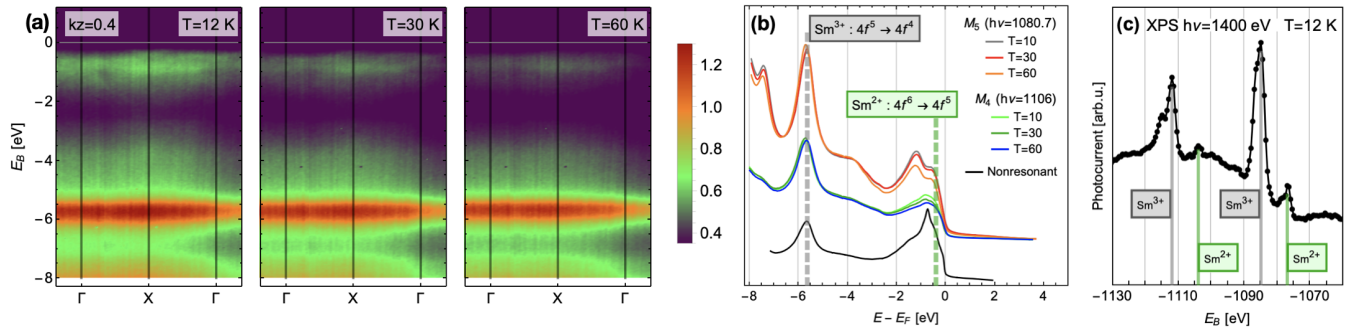 (a)
kz=0.4
T=12 K
T=30 K
T=60 K
0
−2
−4
−6
−8
E_B [eV]
Γ X Γ
Γ X Γ
Γ X Γ
1.2
1.0
0.8
0.6
0.4
(b)
Sm³⁺ : 4f⁵ → 4f⁴
Sm²⁺ : 4f⁶ → 4f⁵
M₅ (hν=1080.7)
T=10
T=30
T=60
M₄ (hν=1106)
T=10
T=30
T=60
Nonresonant
−8 −6 −4 −2 0 2 4
E − E_F [eV]
(c)
XPS hν=1400 eV T=12 K
Photocurrent [arb.u.]
Sm³⁺
Sm³⁺
Sm²⁺
Sm²⁺
−1130 −1110 −1090 −1070
E_B [eV]